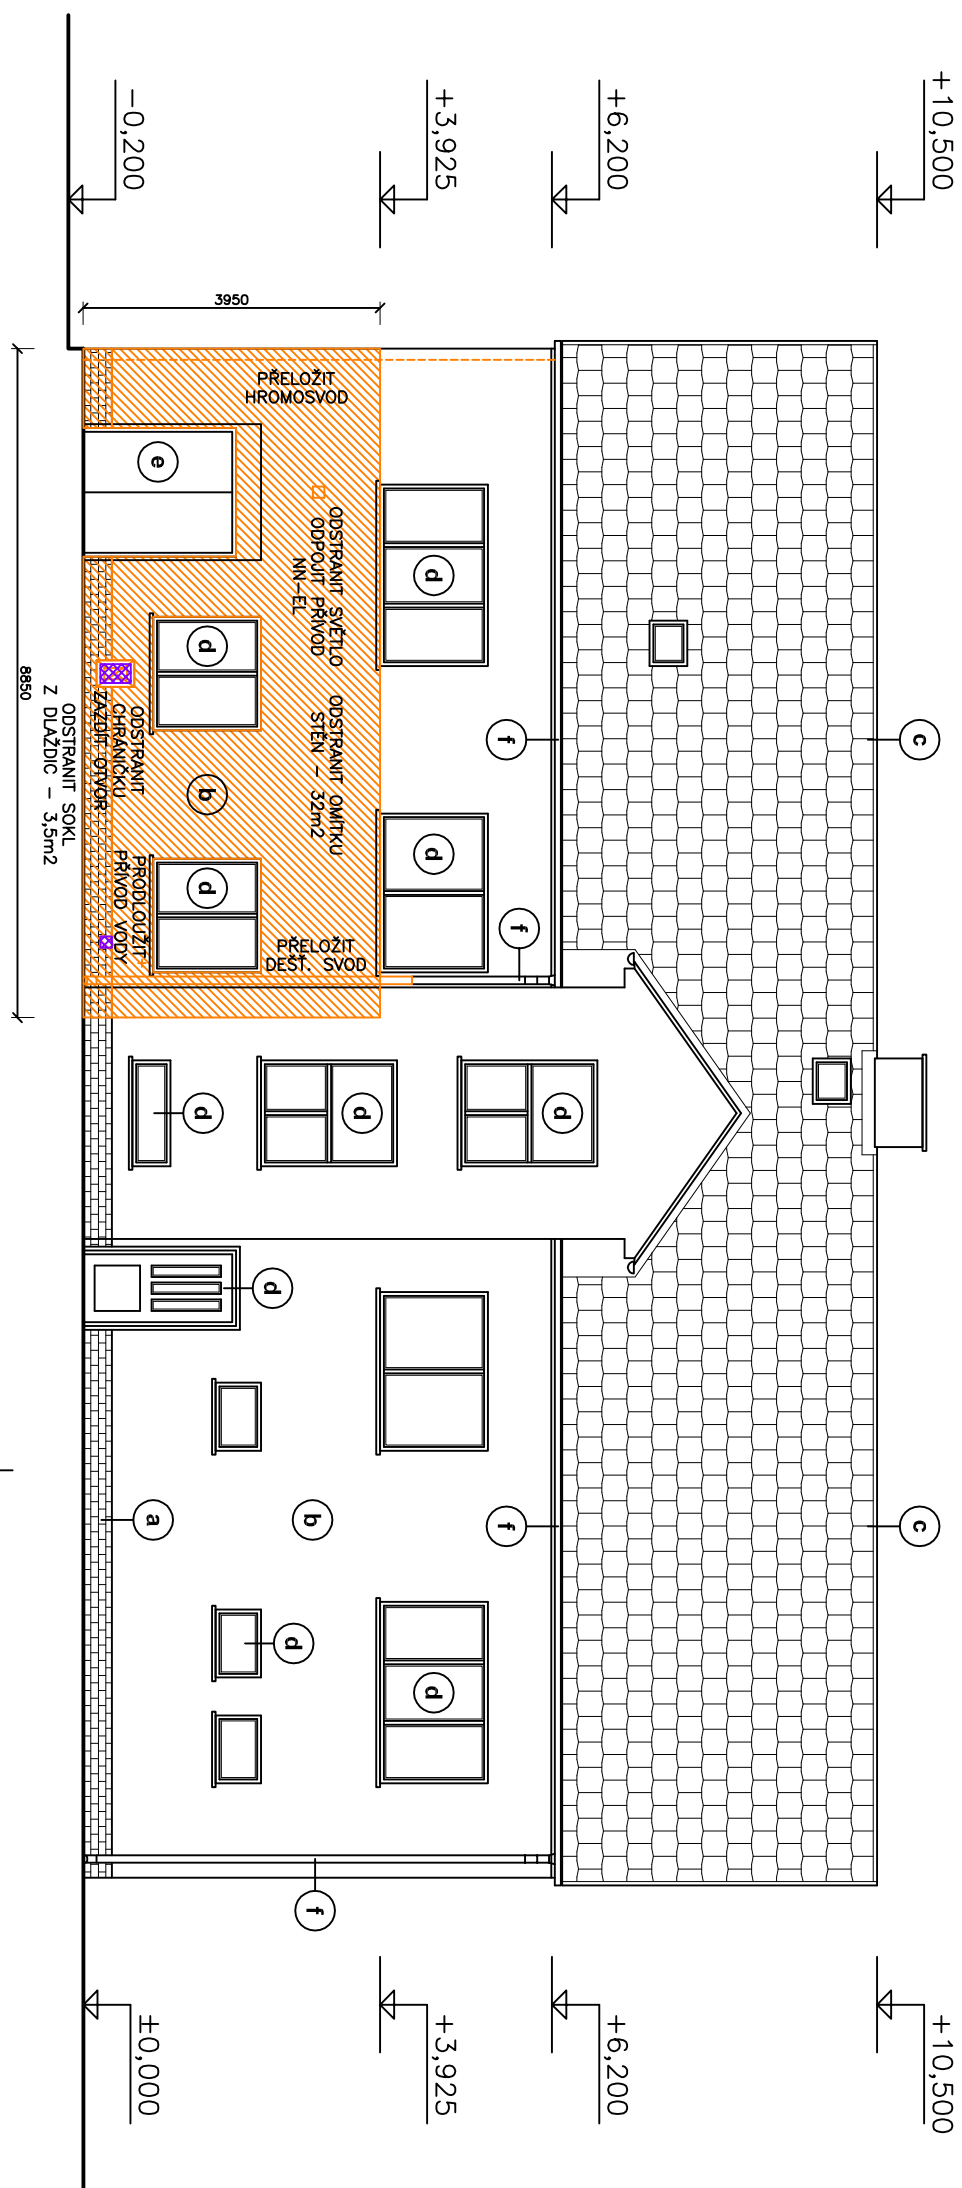 +10,500
+6,200
+3,925
-0,200
c
c
f
f
f
d
d
d
d
d
d
d
d
d
d
b
b
e
a
f
3950
PŘELOŽIT
HROMOSVOD
ODSTRANIT SVĚTLO
ODPOJIT PŘÍVOD
NN-EL
ODSTRANIT OMÍTKU
STĚN - 32m2
PŘELOŽIT
DEŠŤ. SVOD
ODSTRANIT
CHRÁNIČKU
ZAZDÍT OTVOR
PRODLOUŽIT
PŘÍVOD VODY
8850
ODSTRANIT SOKL
Z DLAŽDIC - 3,5m2
+10,500
+6,200
+3,925
±0,000